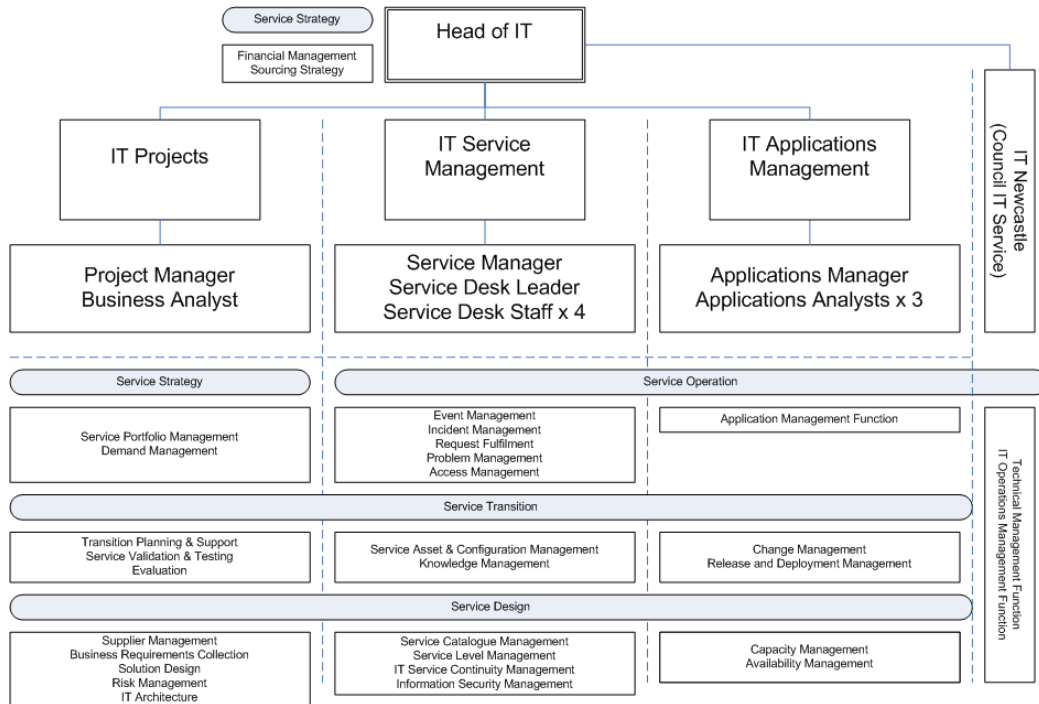 Service Strategy
Financial Management
Sourcing Strategy
Head of IT
IT Projects
IT Service
Management
IT Applications
Management
IT Newcastle
(Council IT Service)
Project Manager
Business Analyst
Service Manager
Service Desk Leader
Service Desk Staff x 4
Applications Manager
Applications Analysts x 3
Service Strategy
Service Operation
Service Portfolio Management
Demand Management
Event Management
Incident Management
Request Fulfilment
Problem Management
Access Management
Application Management Function
Technical Management Function
IT Operations Management Function
Service Transition
Transition Planning & Support
Service Validation & Testing
Evaluation
Service Asset & Configuration Management
Knowledge Management
Change Management
Release and Deployment Management
Service Design
Supplier Management
Business Requirements Collection
Solution Design
Risk Management
IT Architecture
Service Catalogue Management
Service Level Management
IT Service Continuity Management
Information Security Management
Capacity Management
Availability Management